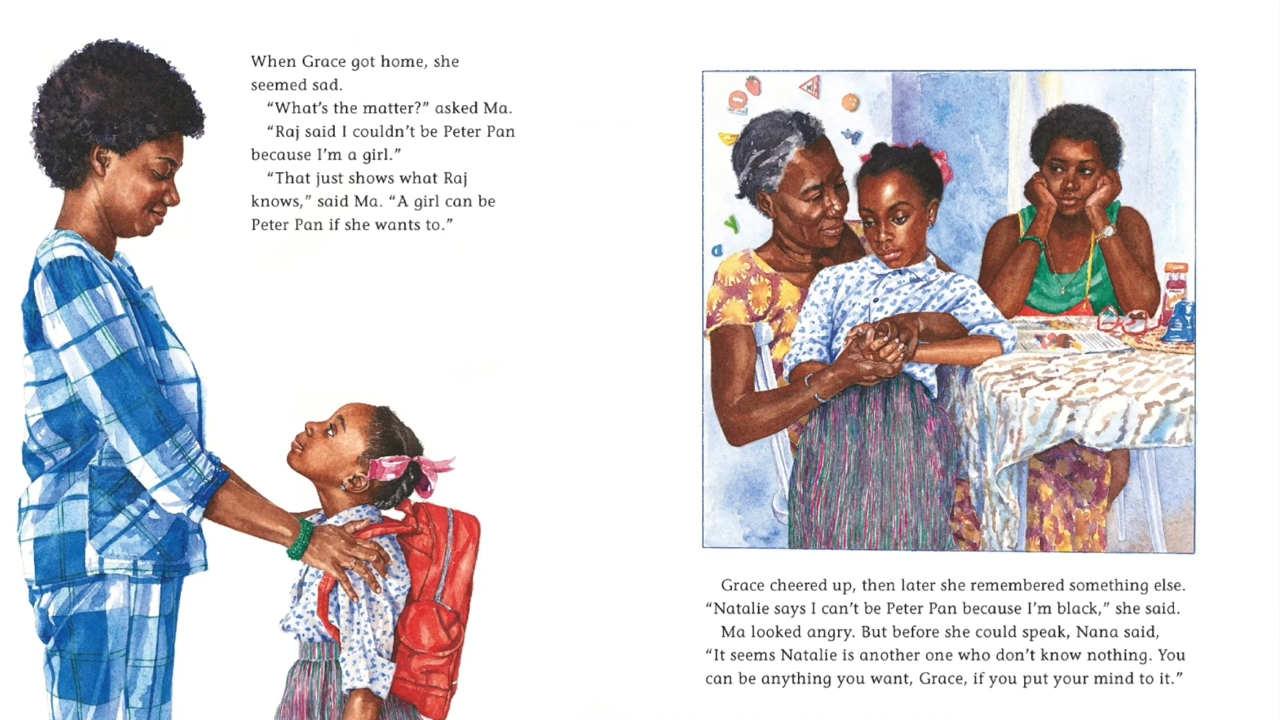 When Grace got home, she
seemed sad.
“What’s the matter?” asked Ma.
“Raj said I couldn’t be Peter Pan
because I’m a girl.”
“That just shows what Raj
knows,” said Ma. “A girl can be
Peter Pan if she wants to.”
Grace cheered up, then later she remembered something else.
“Natalie says I can’t be Peter Pan because I’m black,” she said.
Ma looked angry. But before she could speak, Nana said,
“It seems Natalie is another one who don’t know nothing. You
can be anything you want, Grace, if you put your mind to it.”